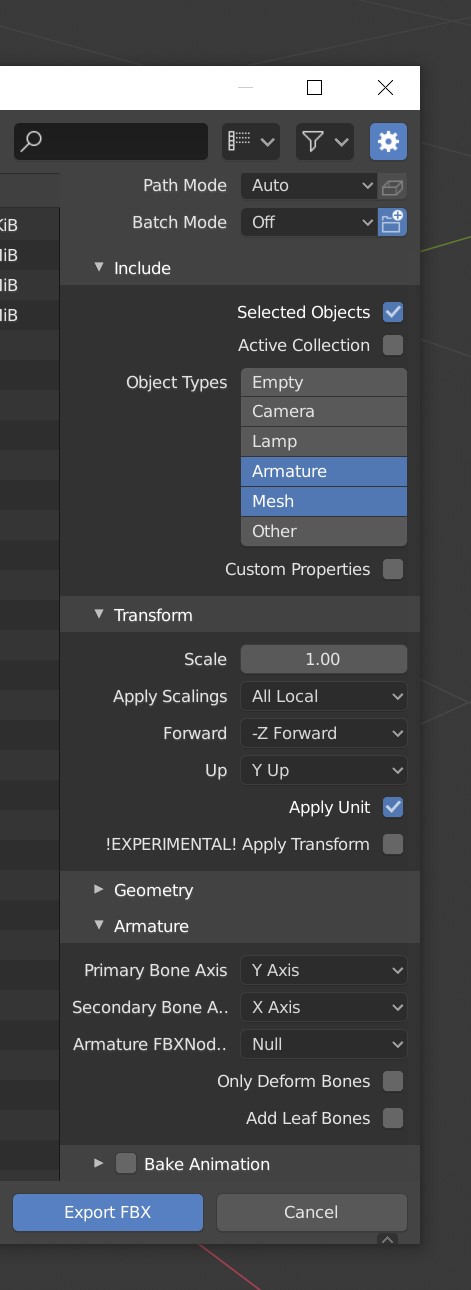 Path Mode Auto
KiB Batch Mode Off
Include
Selected Objects
Active Collection
Object Types Empty
Camera
Lamp
Armature
Mesh
Other
Custom Properties
Transform
Scale 1.00
Apply Scalings All Local
Forward -Z Forward
Up Y Up
Apply Unit
!EXPERIMENTAL! Apply Transform
Geometry
Armature
Primary Bone Axis Y Axis
Secondary Bone A.. X Axis
Armature FBXNod.. Null
Only Deform Bones
Add Leaf Bones
Bake Animation
Export FBX Cancel